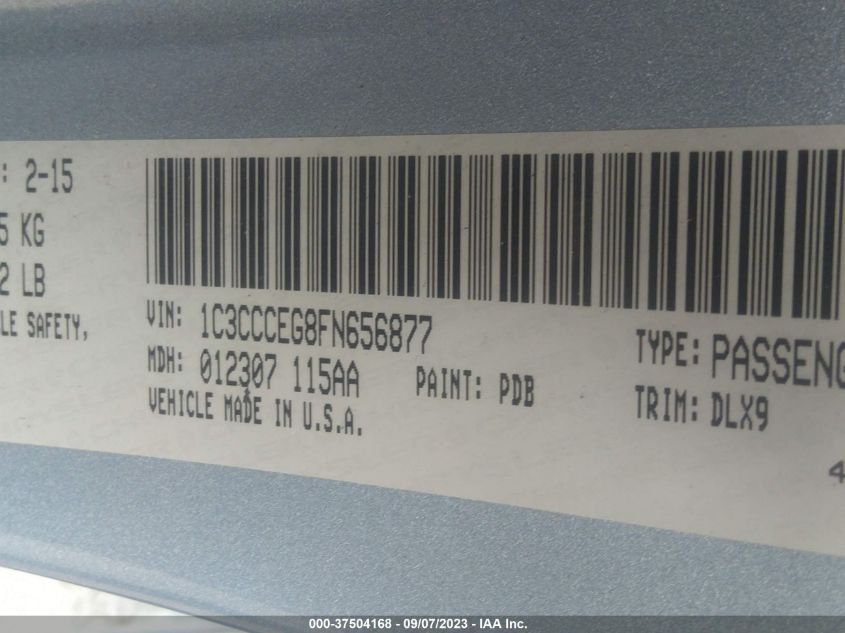 : 2-15
5 KG
2 LB
LE SAFETY,
VIN: 1C3CCCEG8FN656877
MDH: 012307 115AA
PAINT: PDB
VEHICLE MADE IN U.S.A.
TYPE: PASSENG
TRIM: DLX9
4
000-37504168 - 09/07/2023 - IAA Inc.